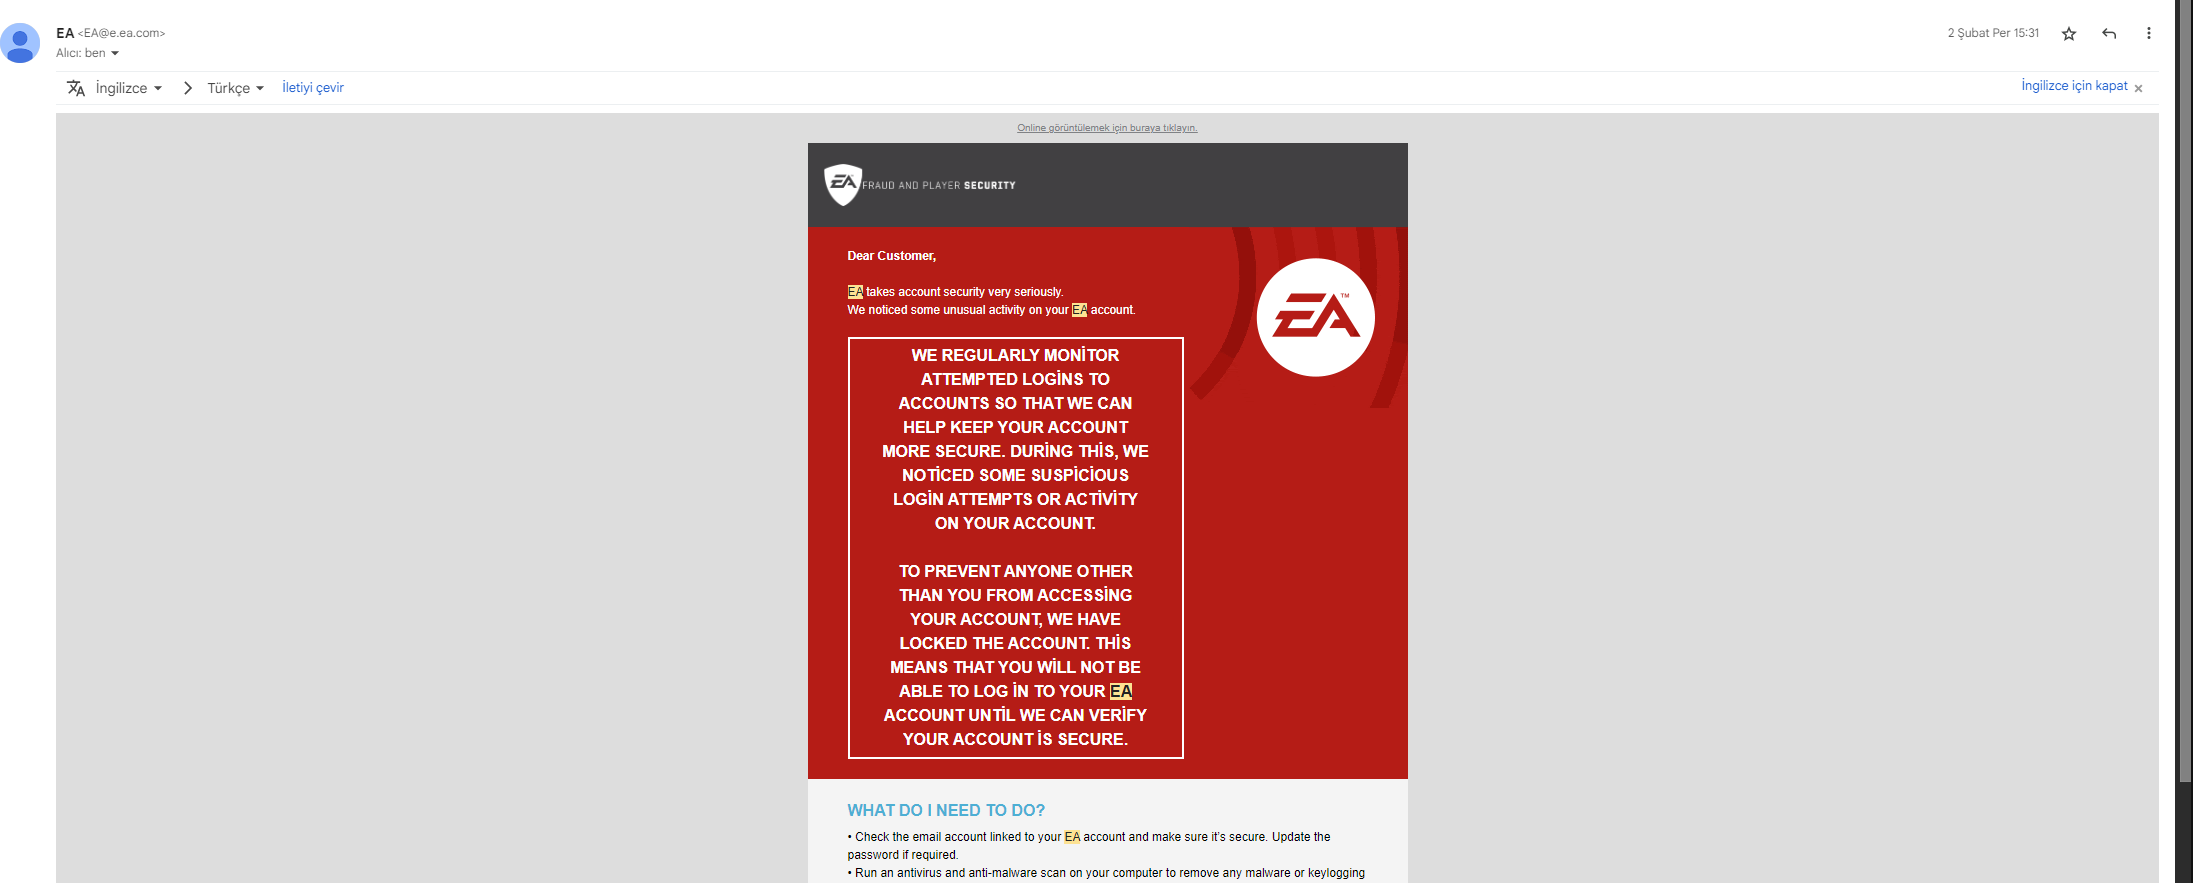 EA <EA@e.ea.com>
2 Şubat Per 15:31
Alıcı: ben
İngilizce
Türkçe
İletiyi çevir
İngilizce için kapat
Online görüntülemek için buraya tıklayın.
EA FRAUD AND PLAYER SECURITY
Dear Customer,
EA takes account security very seriously.
We noticed some unusual activity on your EA account.
EA™
WE REGULARLY MONİTOR
ATTEMPTED LOGİNS TO
ACCOUNTS SO THAT WE CAN
HELP KEEP YOUR ACCOUNT
MORE SECURE. DURİNG THİS, WE
NOTİCED SOME SUSPİCİOUS
LOGİN ATTEMPTS OR ACTİVİTY
ON YOUR ACCOUNT.
TO PREVENT ANYONE OTHER
THAN YOU FROM ACCESSİNG
YOUR ACCOUNT, WE HAVE
LOCKED THE ACCOUNT. THİS
MEANS THAT YOU WİLL NOT BE
ABLE TO LOG İN TO YOUR EA
ACCOUNT UNTİL WE CAN VERİFY
YOUR ACCOUNT İS SECURE.
WHAT DO I NEED TO DO?
• Check the email account linked to your EA account and make sure it's secure. Update the
password if required.
• Run an antivirus and anti-malware scan on your computer to remove any malware or keylogging